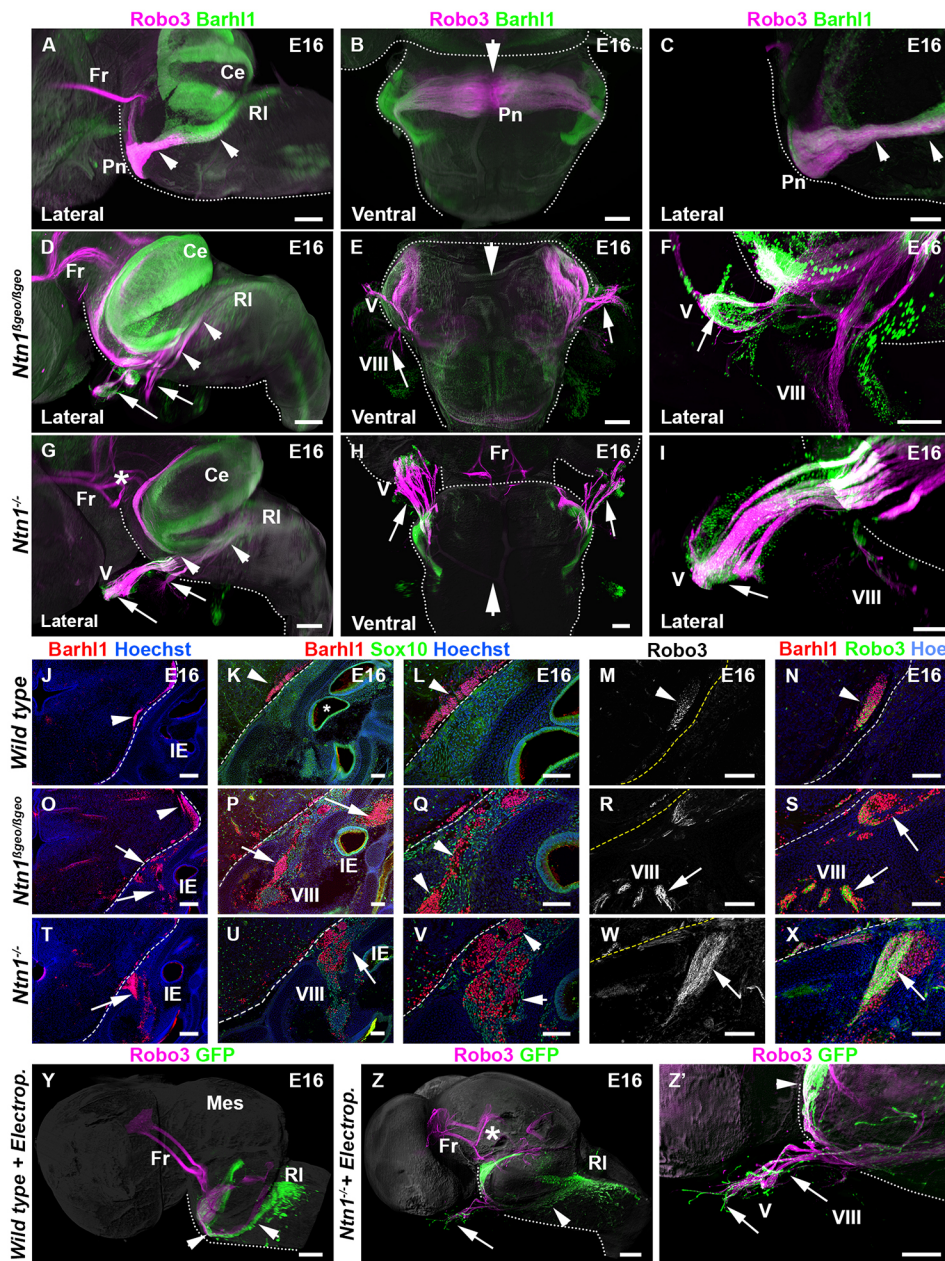 Robo3 Barhl1
Robo3 Barhl1
Robo3 Barhl1
A
E16
Fr
Ce
Rl
Pn
Lateral
B
E16
Pn
Ventral
C
E16
Pn
Lateral
Ntn1βgeo/βgeo
D
E16
Ce
Fr
Rl
Lateral
E
E16
V
VIII
Ventral
F
E16
V
VIII
Lateral
Ntn1-/-
G
E16
*
Ce
Fr
Rl
V
Lateral
H
Fr
E16
V
Ventral
I
E16
V
VIII
Lateral
Barhl1 Hoechst
Barhl1 Sox10 Hoechst
Robo3
Barhl1 Robo3 Hoe
Wild type
J
E16
IE
K
E16
*
L
E16
M
E16
N
E16
Ntn1βgeo/βgeo
O
IE
P
IE
VIII
Q
R
VIII
S
VIII
Ntn1-/-
T
IE
U
IE
VIII
V
W
X
Robo3 GFP
Robo3 GFP
Robo3 GFP
Wild type + Electrop.
Y
E16
Mes
Fr
Rl
Ntn1-/- + Electrop.
Z
E16
*
Fr
Rl
Z'
V
VIII